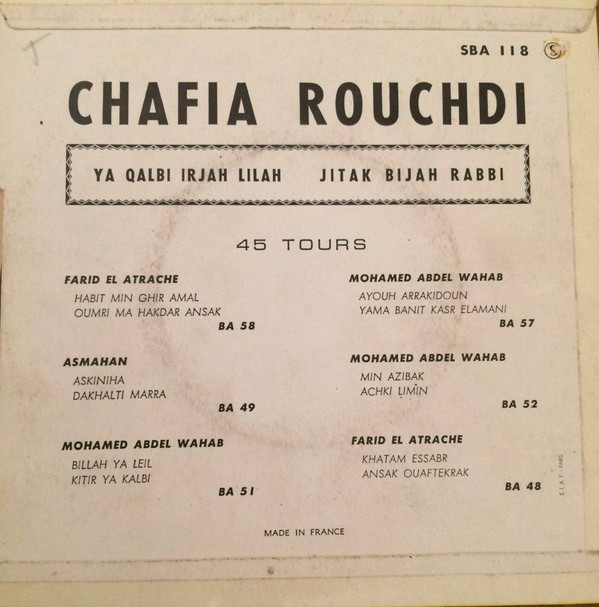 SBA 118 S
CHAFIA ROUCHDI
YA QALBI IRJAH LILAH JITAK BIJAH RABBI
45 TOURS
FARID EL ATRACHE
HABIT MIN GHIR AMAL
OUMRI MA HAKDAR ANSAK
BA 58
ASMAHAN
ASKINIHA
DAKHALTI MARRA
BA 49
MOHAMED ABDEL WAHAB
BILLAH YA LEIL
KITIR YA KALBI
BA 51
MOHAMED ABDEL WAHAB
AYOUH ARRAKIDOUN
YAMA BANIT KASR ELAMANI
BA 57
MOHAMED ABDEL WAHAB
MIN AZIBAK
ACHKI LIMIN
BA 52
FARID EL ATRACHE
KHATAM ESSABR
ANSAK OUAFTEKRAK
BA 48
S.I.A.T. - PARIS
MADE IN FRANCE